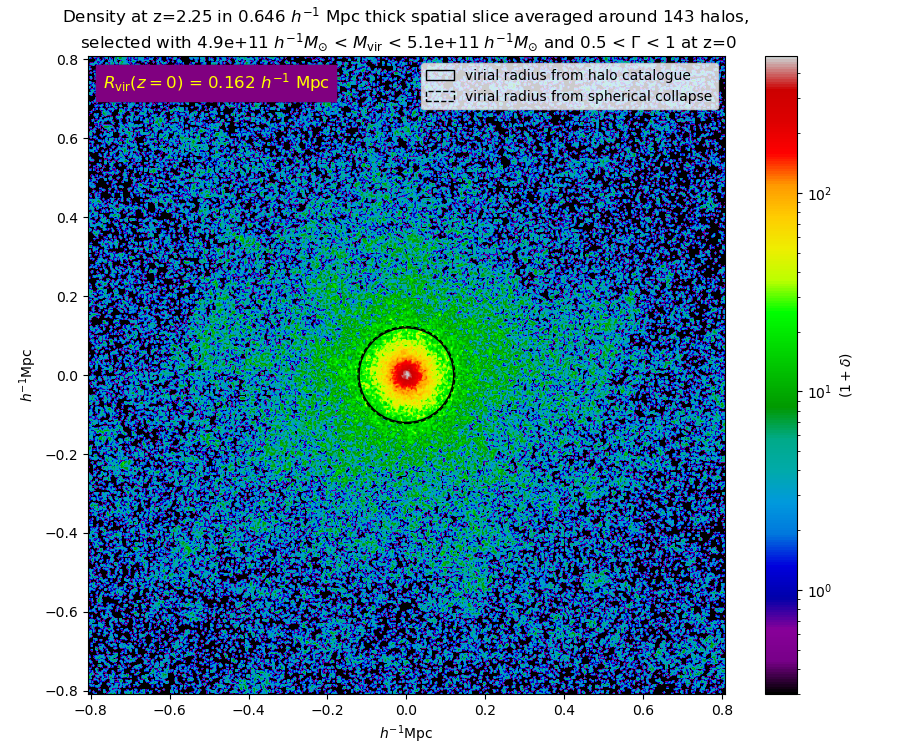 Density at z=2.25 in 0.646 h⁻¹ Mpc thick spatial slice averaged around 143 halos,
selected with 4.9e+11 h⁻¹M⊙ < Mvir < 5.1e+11 h⁻¹M⊙ and 0.5 < Γ < 1 at z=0
Rvir(z = 0) = 0.162 h⁻¹ Mpc
virial radius from halo catalogue
virial radius from spherical collapse
0.8
0.6
0.4
0.2
0.0
−0.2
−0.4
−0.6
−0.8
h⁻¹Mpc
−0.8 −0.6 −0.4 −0.2 0.0 0.2 0.4 0.6 0.8
h⁻¹Mpc
10²
10¹
10⁰
(1 + δ)